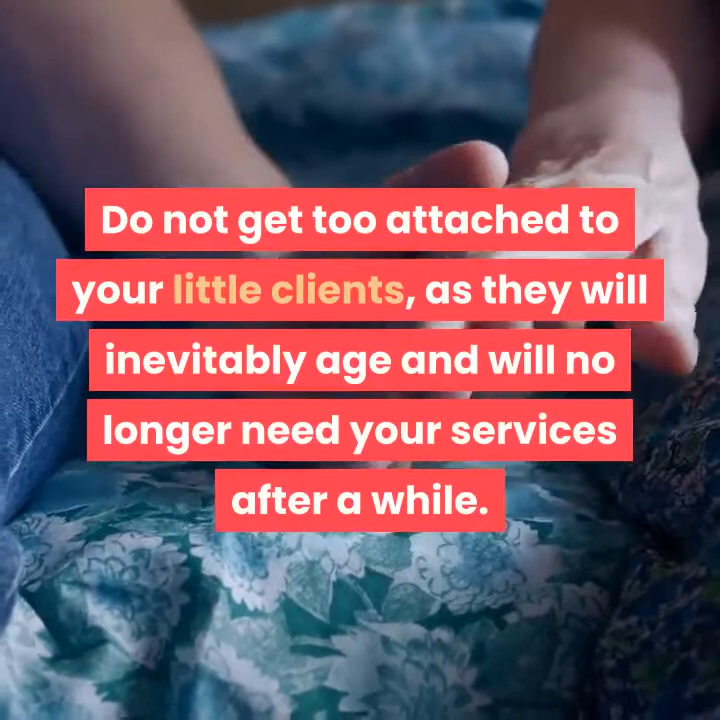 Do not get too attached to
your little clients, as they will
inevitably age and will no
longer need your services
after a while.